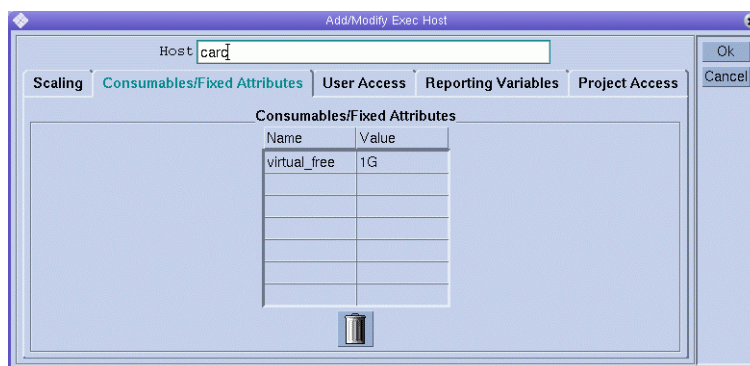 Add/Modify Exec Host
Host carc
Ok
Cancel
Scaling Consumables/Fixed Attributes User Access Reporting Variables Project Access
Consumables/Fixed Attributes
Name Value
virtual_free 1G